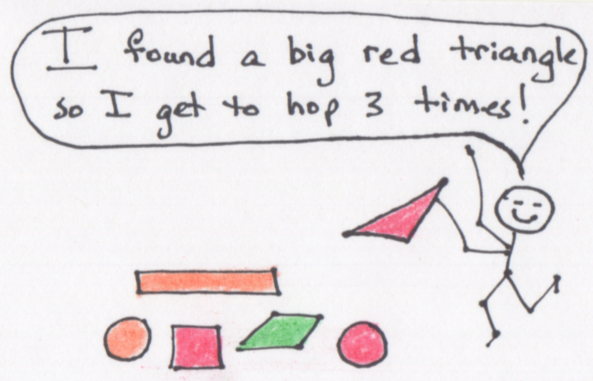 I found a big red triangle
so I get to hop 3 times!